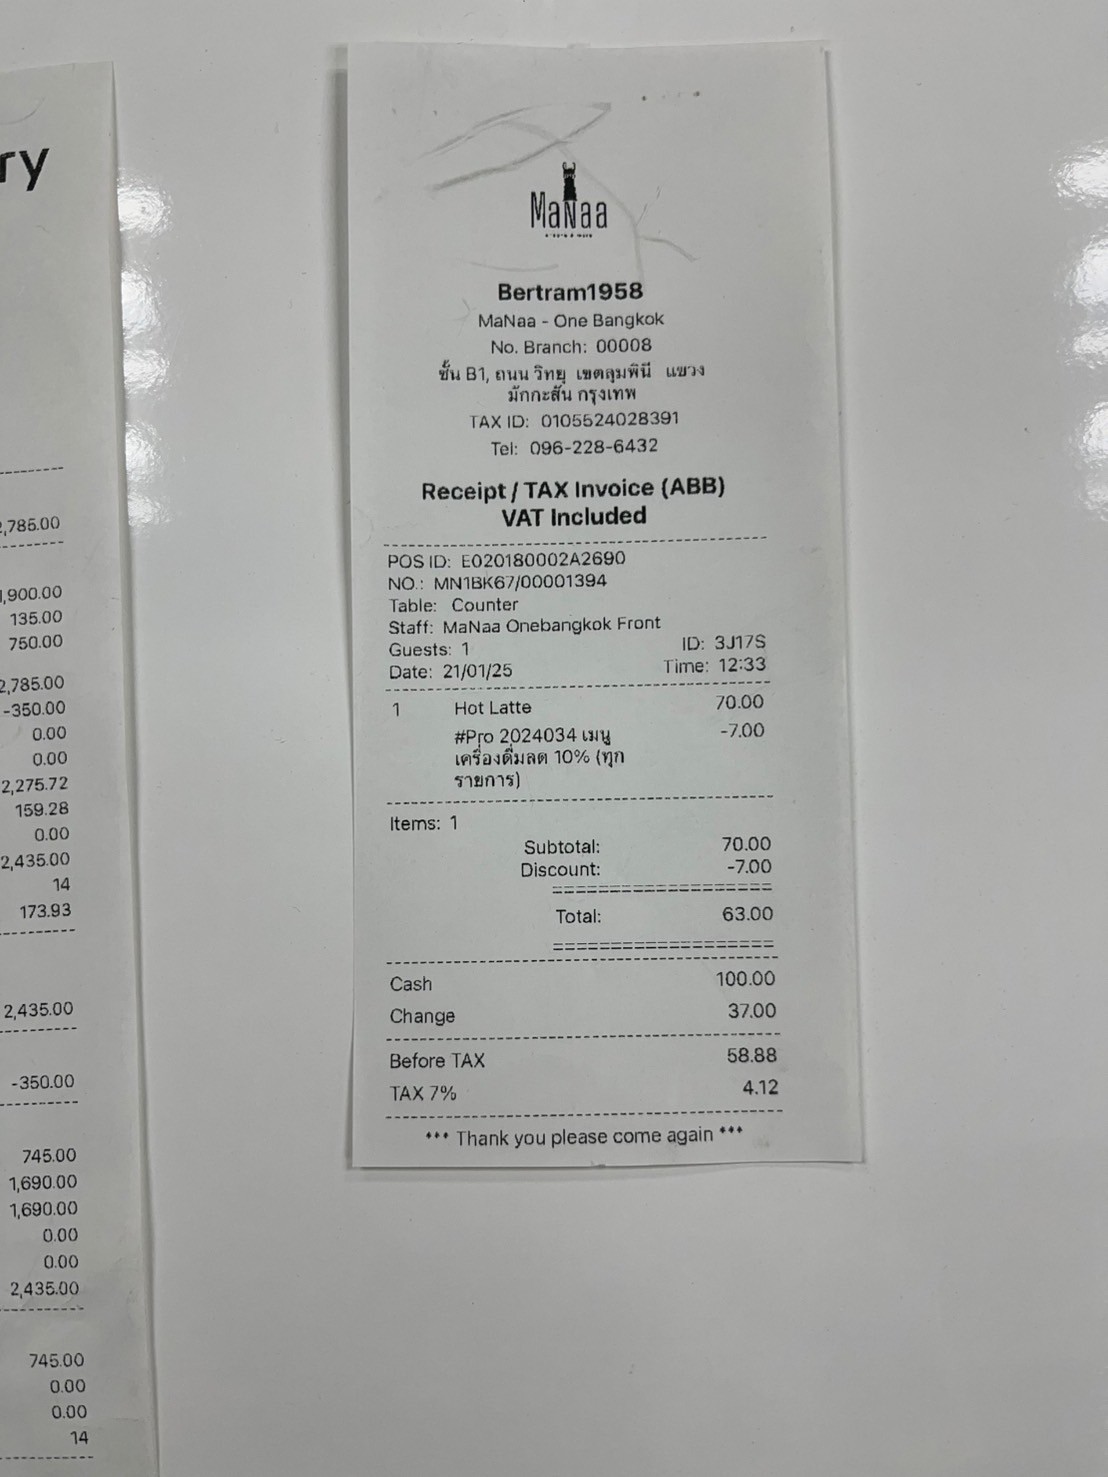 ry
2,785.00
1,900.00
135.00
750.00
2,785.00
-350.00
0.00
0.00
2,275.72
159.28
0.00
2,435.00
14
173.93
2,435.00
-350.00
745.00
1,690.00
1,690.00
0.00
0.00
2,435.00
745.00
0.00
0.00
14
MaNaa
Bertram1958
MaNaa - One Bangkok
No. Branch: 00008
ชั้น B1, ถนน วิทยุ เขตลุมพินี แขวง
มักกะสัน กรุงเทพ
TAX ID: 0105524028391
Tel: 096-228-6432
Receipt / TAX Invoice (ABB)
VAT Included
POS ID: E020180002A2690
NO.: MN1BK67/00001394
Table: Counter
Staff: MaNaa Onebangkok Front
Guests: 1 ID: 3J17S
Date: 21/01/25 Time: 12:33
1 Hot Latte 70.00
#Pro 2024034 เมนู -7.00
เครื่องดื่มลด 10% (ทุก
รายการ)
Items: 1
Subtotal: 70.00
Discount: -7.00
Total: 63.00
Cash 100.00
Change 37.00
Before TAX 58.88
TAX 7% 4.12
*** Thank you please come again ***